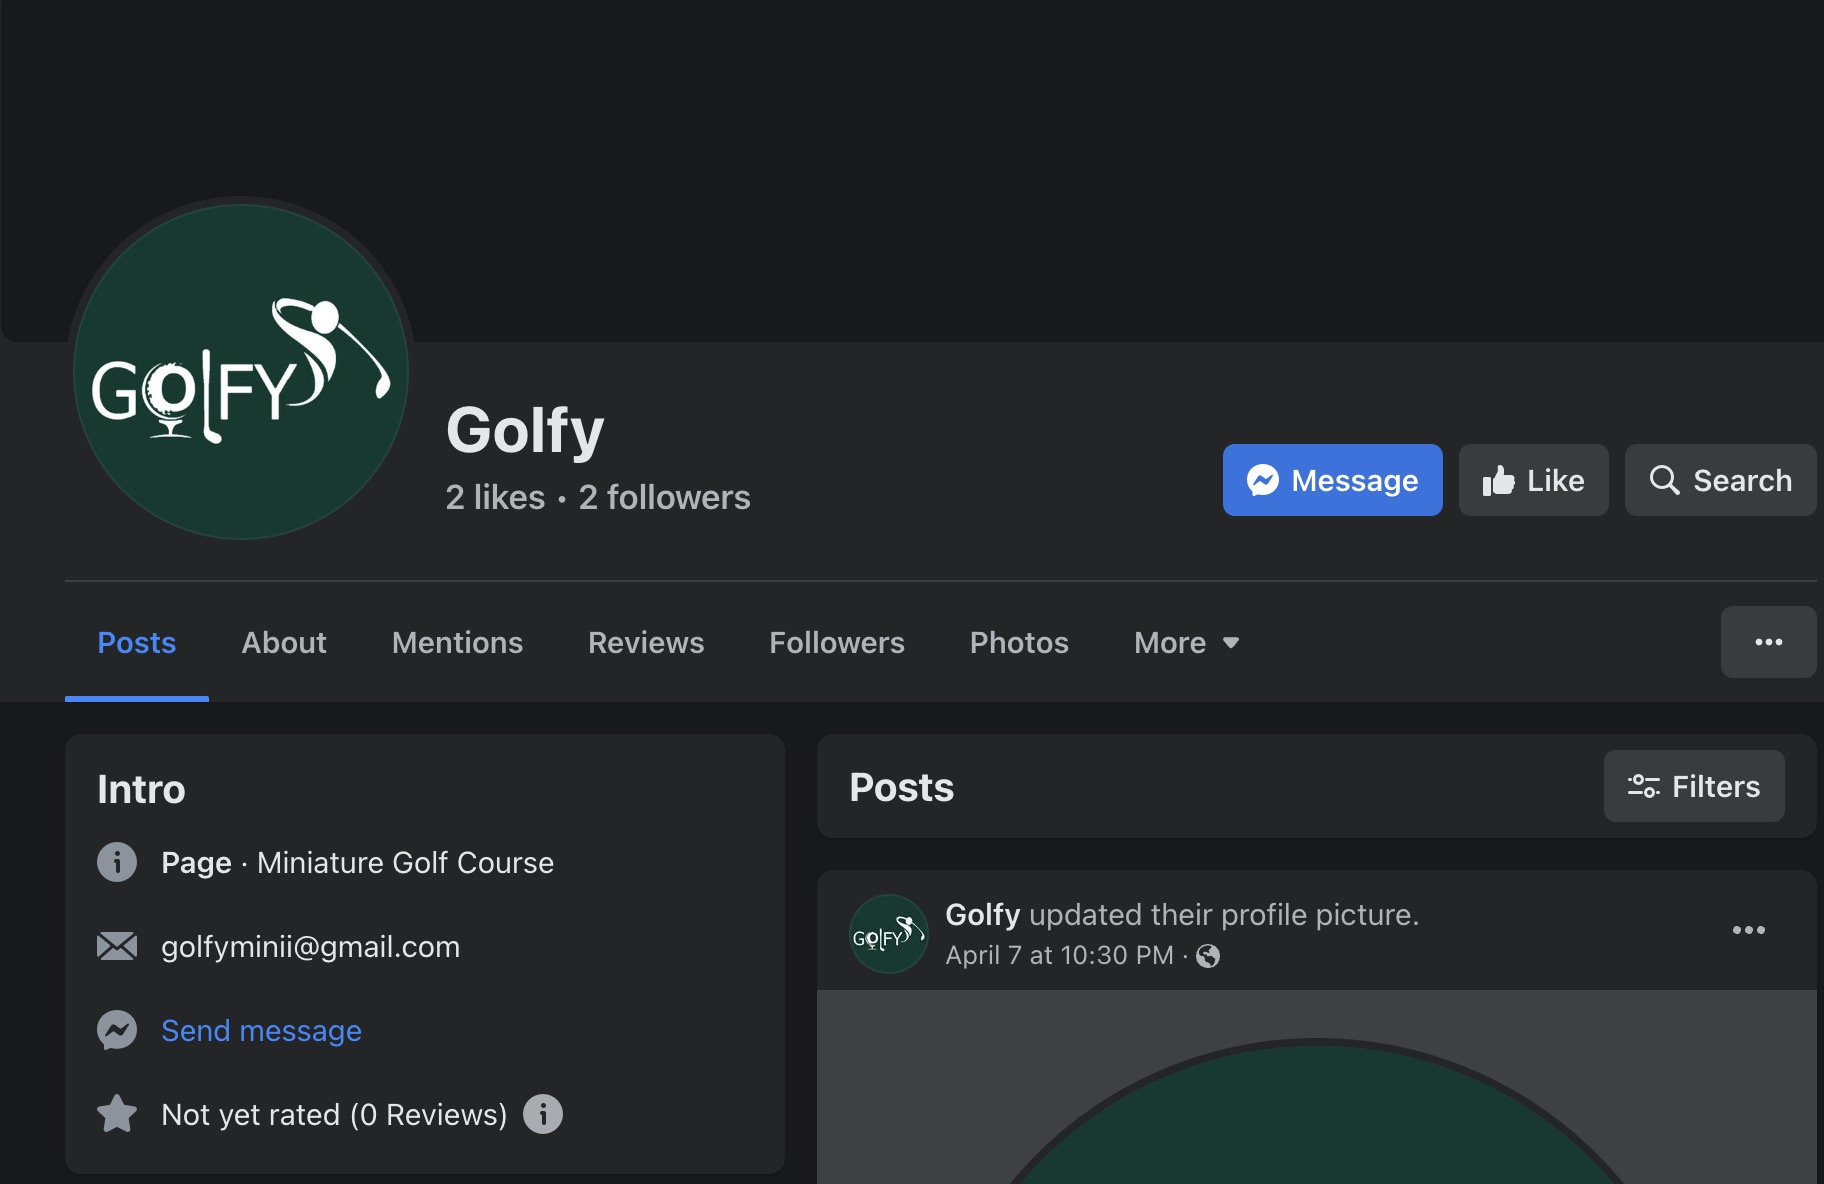 GOLFY
Golfy
2 likes • 2 followers
Message
Like
Search
Posts
About
Mentions
Reviews
Followers
Photos
More
Intro
Page · Miniature Golf Course
golfyminii@gmail.com
Send message
Not yet rated (0 Reviews)
Posts
Filters
GOLFY
Golfy updated their profile picture.
April 7 at 10:30 PM ·